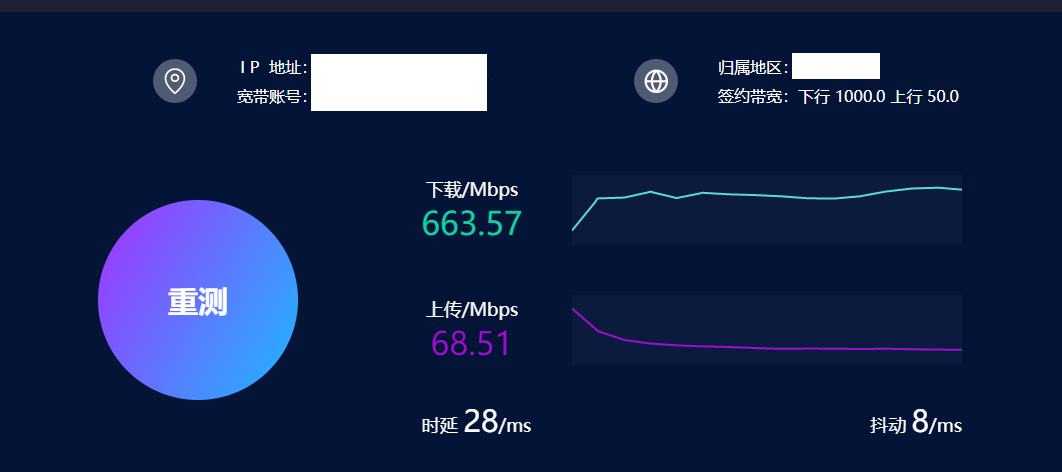 IP 地址：
宽带账号：
归属地区：
签约带宽：下行 1000.0 上行 50.0
下载/Mbps
663.57
重测
上传/Mbps
68.51
时延 28/ms
抖动 8/ms